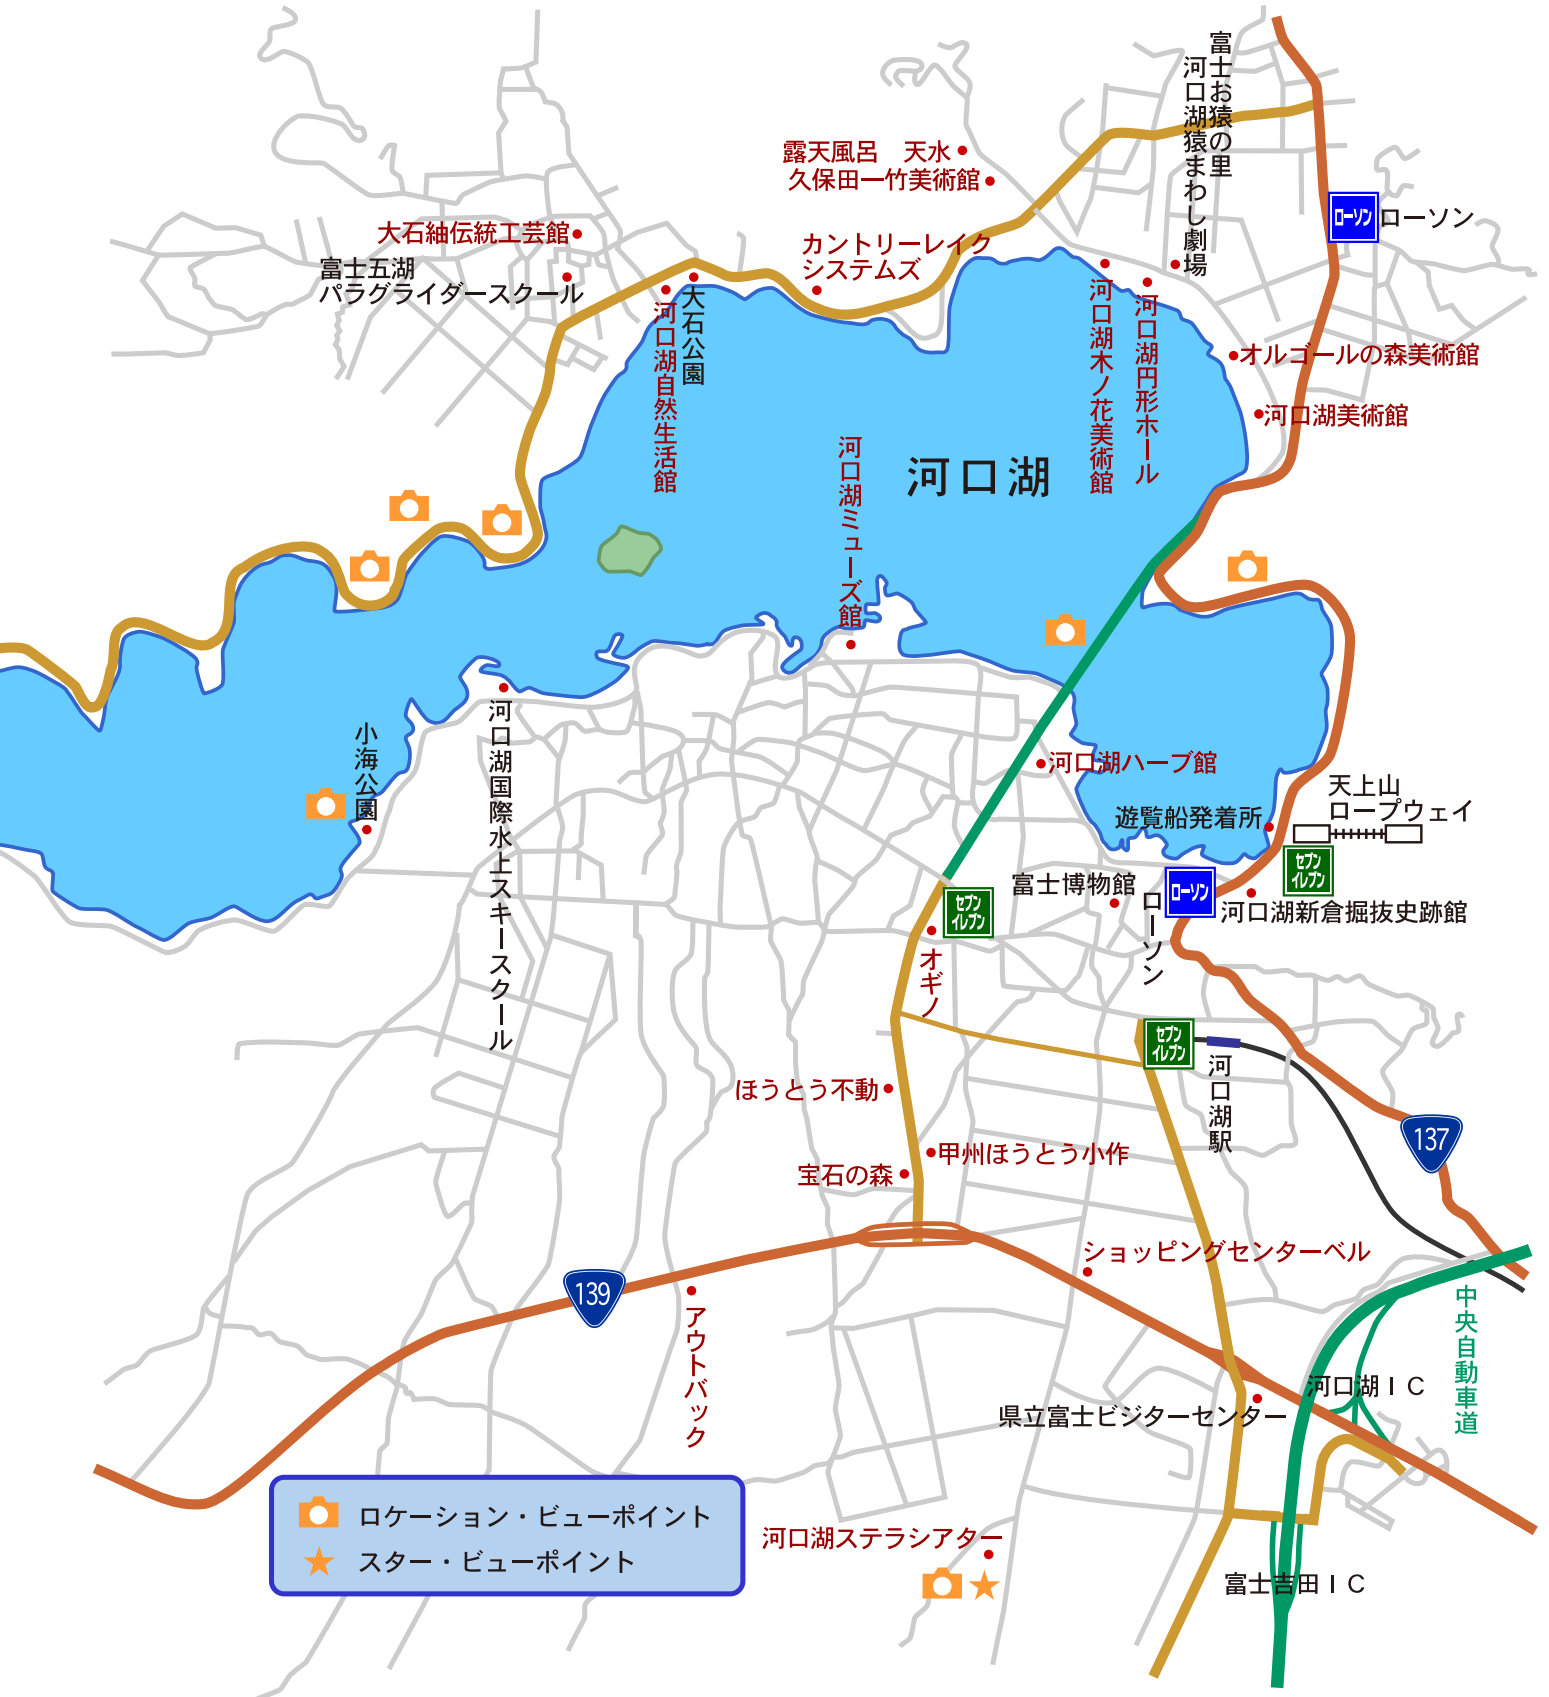 富士お猿の里
河口湖猿まわし劇場
露天風呂　天水
久保田一竹美術館
ローソン
ローソン
大石紬伝統工芸館
カントリーレイク
システムズ
富士五湖
パラグライダースクール
大石公園
河口湖自然生活館
河口湖木ノ花美術館
河口湖円形ホール
オルゴールの森美術館
河口湖美術館
河口湖
河口湖ミューズ館
河口湖国際水上スキースクール
小海公園
河口湖ハーブ館
天上山
ロープウェイ
遊覧船発着所
セブン
イレブン
富士博物館
ローソン
ローソン
河口湖新倉掘抜史跡館
セブン
イレブン
オギノ
セブン
イレブン
河口湖駅
ほうとう不動
137
甲州ほうとう小作
宝石の森
ショッピングセンターベル
139
アウトバック
中央自動車道
河口湖ＩＣ
県立富士ビジターセンター
ロケーション・ビューポイント
スター・ビューポイント
河口湖ステラシアター
富士吉田ＩＣ